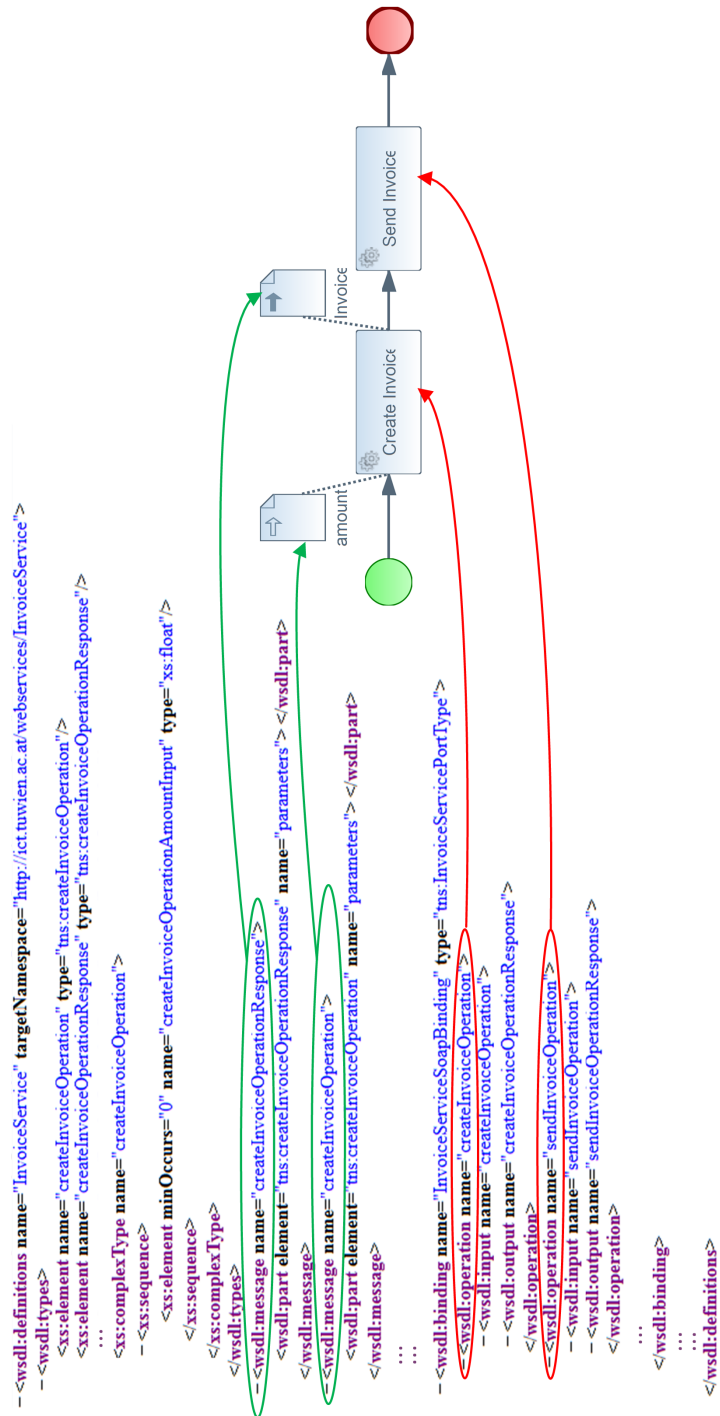 – <wsdl:definitions name="InvoiceService" targetNamespace="http://ict.tuwien.ac.at/webservices/InvoiceService">
– <wsdl:types>
<xs:element name="createInvoiceOperation" type="tns:createInvoiceOperation"/>
<xs:element name="createInvoiceOperationResponse" type="tns:createInvoiceOperationResponse"/>
...
<xs:complexType name="createInvoiceOperation">
– <xs:sequence>
<xs:element minOccurs="0" name="createInvoiceOperationAmountInput" type="xs:float"/>
</xs:sequence>
</xs:complexType>
</wsdl:types>
– <wsdl:message name="createInvoiceOperationResponse">
<wsdl:part element="tns:createInvoiceOperationResponse" name="parameters"> </wsdl:part>
</wsdl:message>
– <wsdl:message name="createInvoiceOperation">
<wsdl:part element="tns:createInvoiceOperation" name="parameters"> </wsdl:part>
</wsdl:message>
...
...
– <wsdl:binding name="InvoiceServiceSoapBinding" type="tns:InvoiceServicePortType">
– <wsdl:operation name="createInvoiceOperation">
– <wsdl:input name="createInvoiceOperation">
– <wsdl:output name="createInvoiceOperationResponse">
</wsdl:operation>
– <wsdl:operation name="sendInvoiceOperation">
– <wsdl:input name="sendInvoiceOperation">
– <wsdl:output name="sendInvoiceOperationResponse">
</wsdl:operation>
...
</wsdl:binding>
...
...
</wsdl:definitions>
amount
Invoice
Create Invoice
Send Invoice